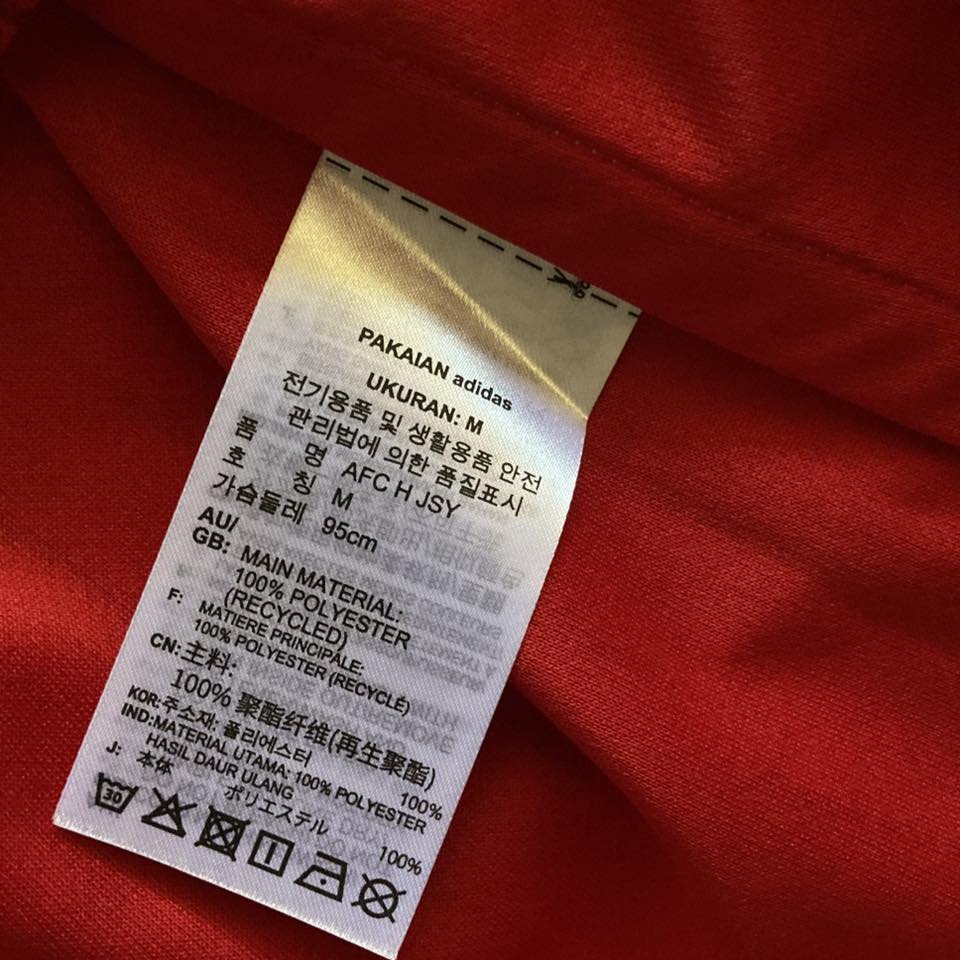 PAKAIAN adidas
UKURAN: M
전기용품 및 생활용품 안전
관리법에 의한 품질표시
품 명 AFC H JSY
호 칭 M
가슴둘레 95cm
AU/
GB: MAIN MATERIAL:
100% POLYESTER
(RECYCLED)
F: MATIERE PRINCIPALE:
100% POLYESTER (RECYCLÉ)
CN:主料:
100% 聚酯纤维(再生聚酯)
KOR:주소재: 폴리에스터 100%
IND:MATERIAL UTAMA: 100% POLYESTER
HASIL DAUR ULANG
J: 本体
ポリエステル 100%
30